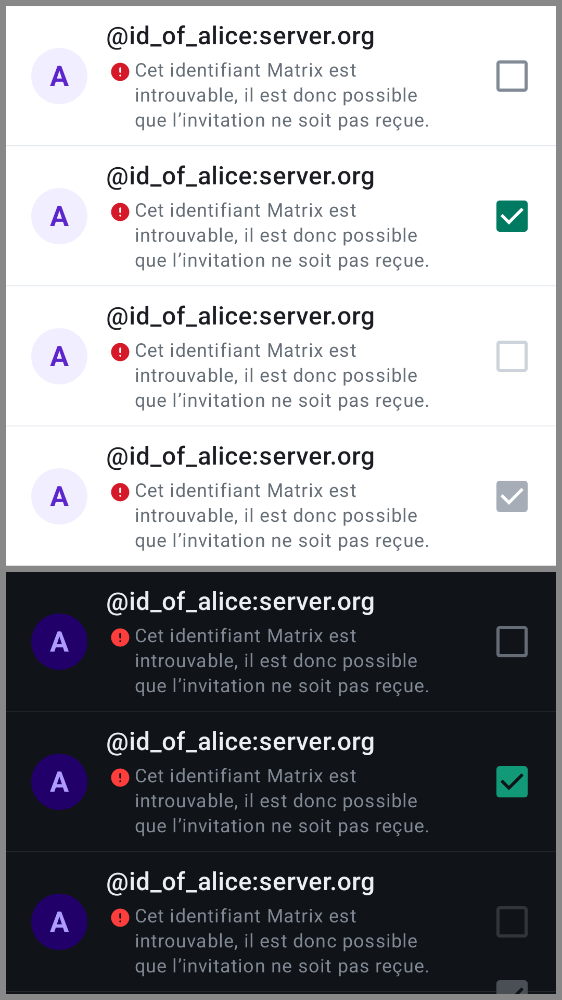 @id_of_alice:server.org
A
Cet identifiant Matrix est
introuvable, il est donc possible
que l’invitation ne soit pas reçue.
@id_of_alice:server.org
A
Cet identifiant Matrix est
introuvable, il est donc possible
que l’invitation ne soit pas reçue.
@id_of_alice:server.org
A
Cet identifiant Matrix est
introuvable, il est donc possible
que l’invitation ne soit pas reçue.
@id_of_alice:server.org
A
Cet identifiant Matrix est
introuvable, il est donc possible
que l’invitation ne soit pas reçue.
@id_of_alice:server.org
A
Cet identifiant Matrix est
introuvable, il est donc possible
que l’invitation ne soit pas reçue.
@id_of_alice:server.org
A
Cet identifiant Matrix est
introuvable, il est donc possible
que l’invitation ne soit pas reçue.
@id_of_alice:server.org
A
Cet identifiant Matrix est
introuvable, il est donc possible
que l’invitation ne soit pas reçue.